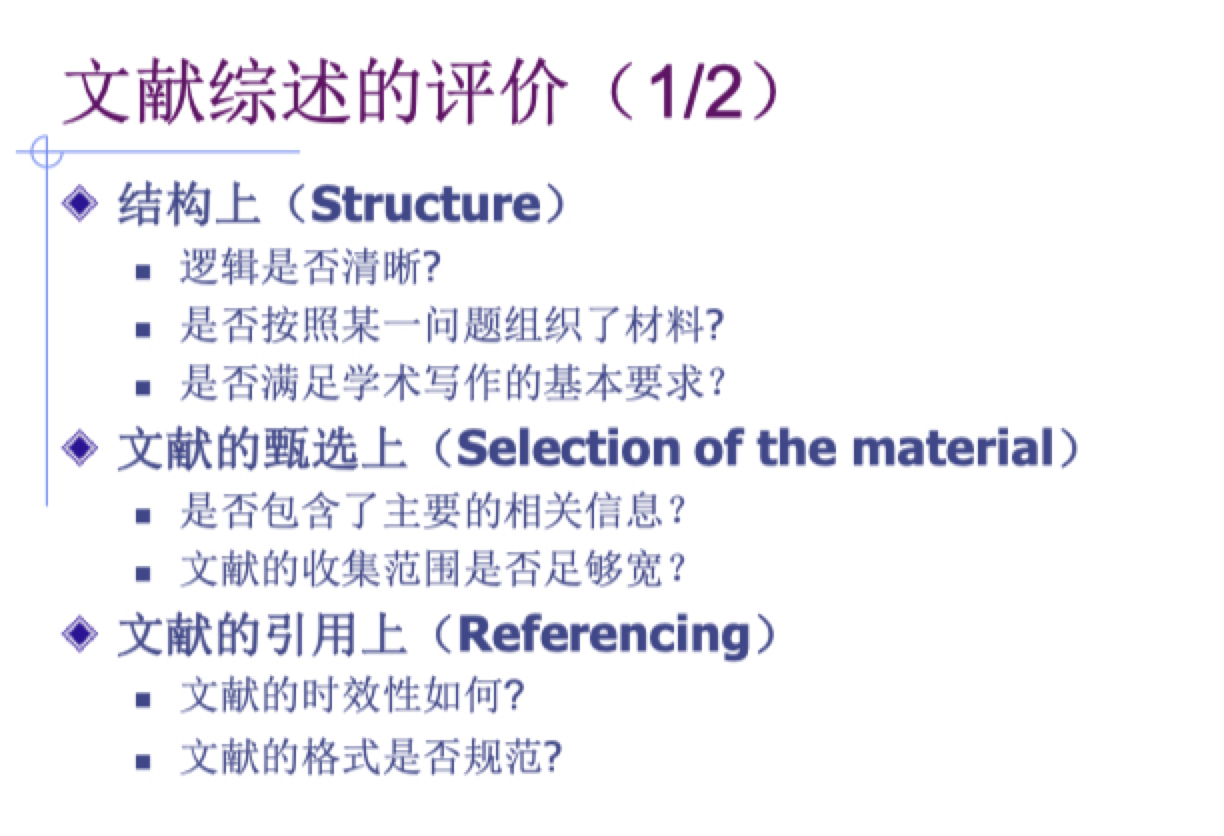 文献综述的评价（1/2）
结构上（Structure）
逻辑是否清晰?
是否按照某一问题组织了材料?
是否满足学术写作的基本要求？
文献的甄选上（Selection of the material）
是否包含了主要的相关信息？
文献的收集范围是否足够宽？
文献的引用上（Referencing）
文献的时效性如何?
文献的格式是否规范?